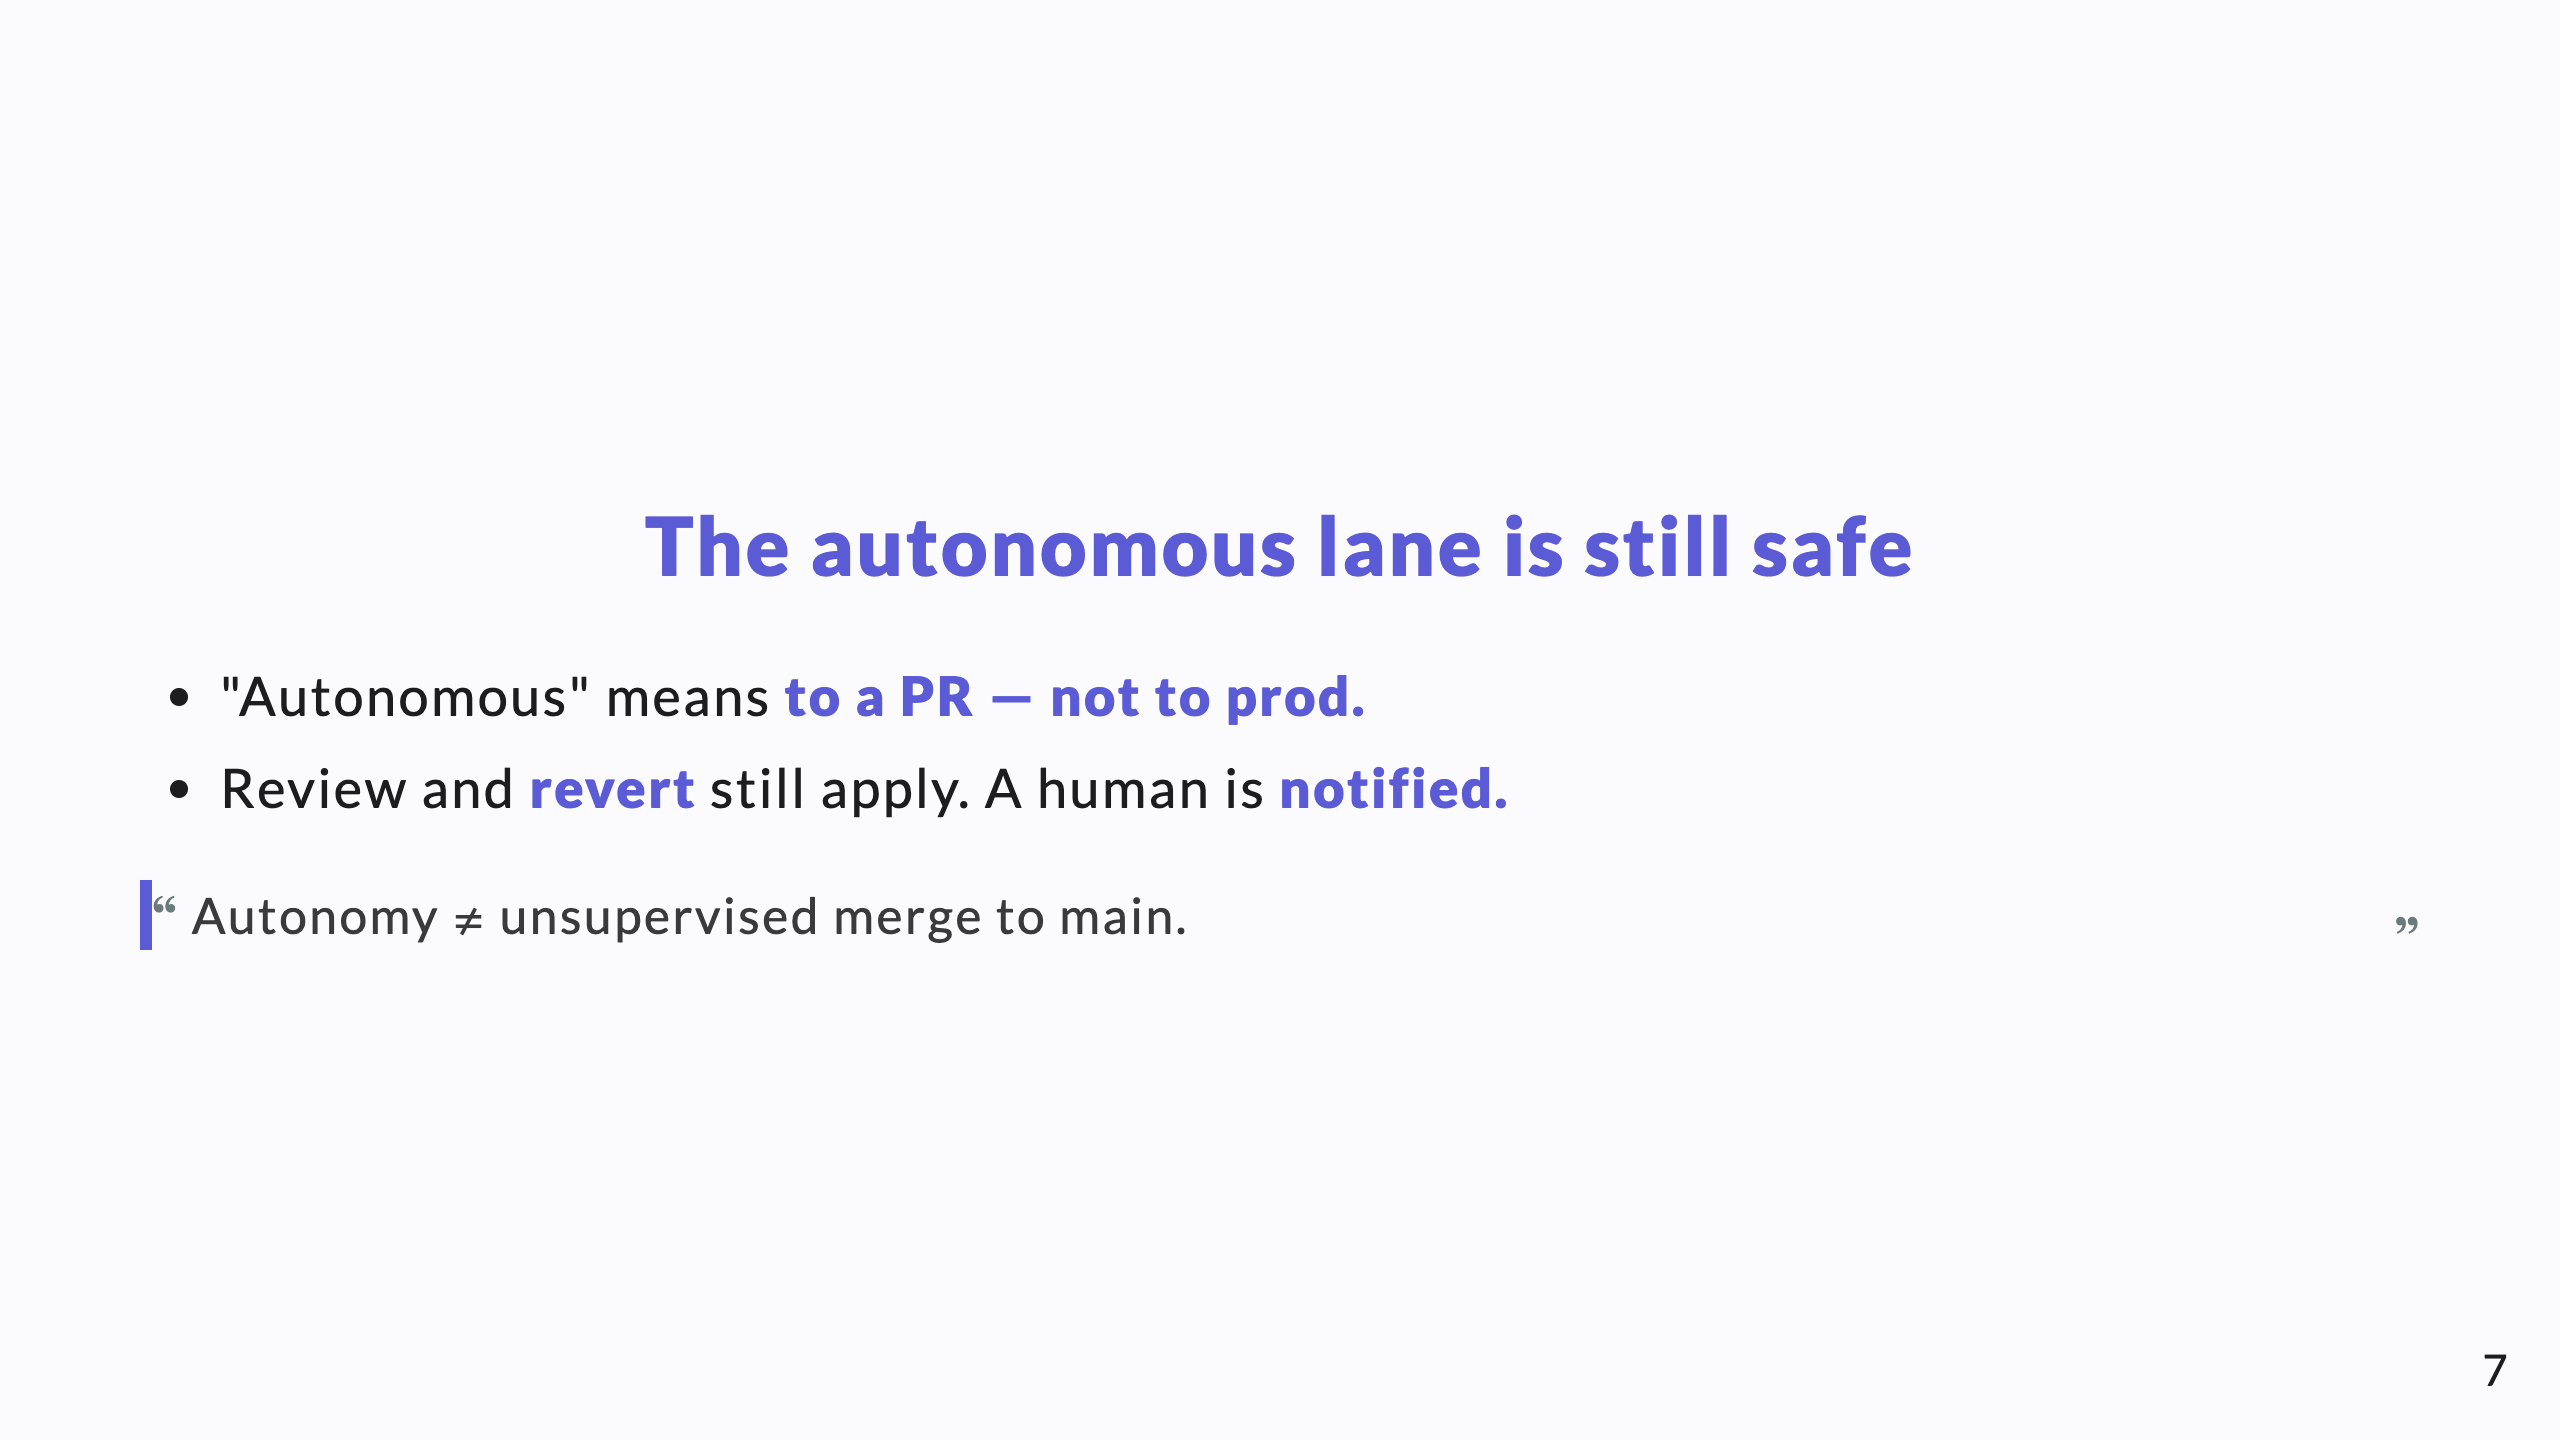 The autonomous lane is still safe
• "Autonomous" means to a PR — not to prod.
• Review and revert still apply. A human is notified.
“ Autonomy ≠ unsupervised merge to main. ”
7